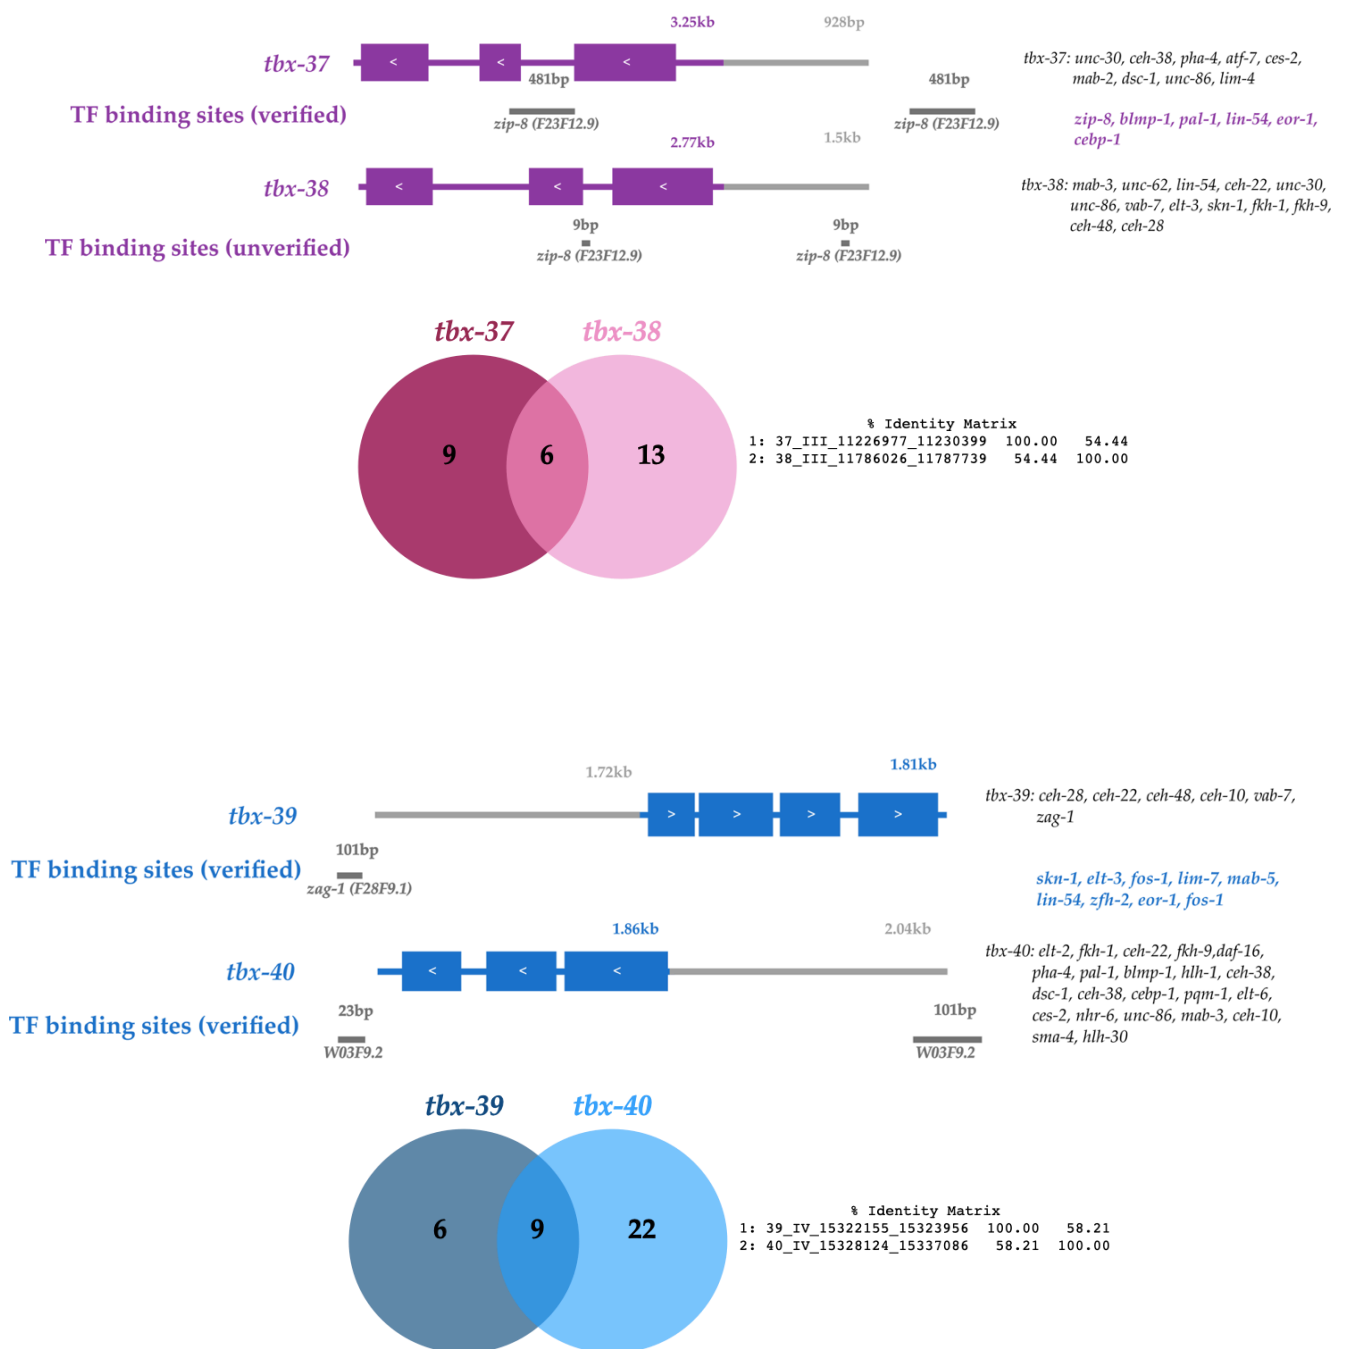 3.25kb
928bp
tbx-37
<
<
<
481bp
481bp
TF binding sites (verified)
zip-8 (F23F12.9)
zip-8 (F23F12.9)
tbx-37: unc-30, ceh-38, pha-4, atf-7, ces-2,
mab-2, dsc-1, unc-86, lim-4
zip-8, blmp-1, pal-1, lin-54, eor-1,
cebp-1
2.77kb
1.5kb
tbx-38
<
<
<
9bp
9bp
TF binding sites (unverified)
zip-8 (F23F12.9)
zip-8 (F23F12.9)
tbx-38: mab-3, unc-62, lin-54, ceh-22, unc-30,
unc-86, vab-7, elt-3, skn-1, fkh-1, fkh-9,
ceh-48, ceh-28
tbx-37
tbx-38
9
6
13
% Identity Matrix
1: 37_III_11226977_11230399 100.00 54.44
2: 38_III_11786026_11787739 54.44 100.00
1.72kb
1.81kb
tbx-39
>
>
>
>
101bp
TF binding sites (verified)
zag-1 (F28F9.1)
tbx-39: ceh-28, ceh-22, ceh-48, ceh-10, vab-7,
zag-1
skn-1, elt-3, fos-1, lim-7, mab-5,
lin-54, zfh-2, eor-1, fos-1
1.86kb
2.04kb
tbx-40
<
<
<
23bp
101bp
TF binding sites (verified)
W03F9.2
W03F9.2
tbx-40: elt-2, fkh-1, ceh-22, fkh-9,daf-16,
pha-4, pal-1, blmp-1, hlh-1, ceh-38,
dsc-1, ceh-38, cebp-1, pqm-1, elt-6,
ces-2, nhr-6, unc-86, mab-3, ceh-10,
sma-4, hlh-30
tbx-39
tbx-40
6
9
22
% Identity Matrix
1: 39_IV_15322155_15323956 100.00 58.21
2: 40_IV_15328124_15337086 58.21 100.00